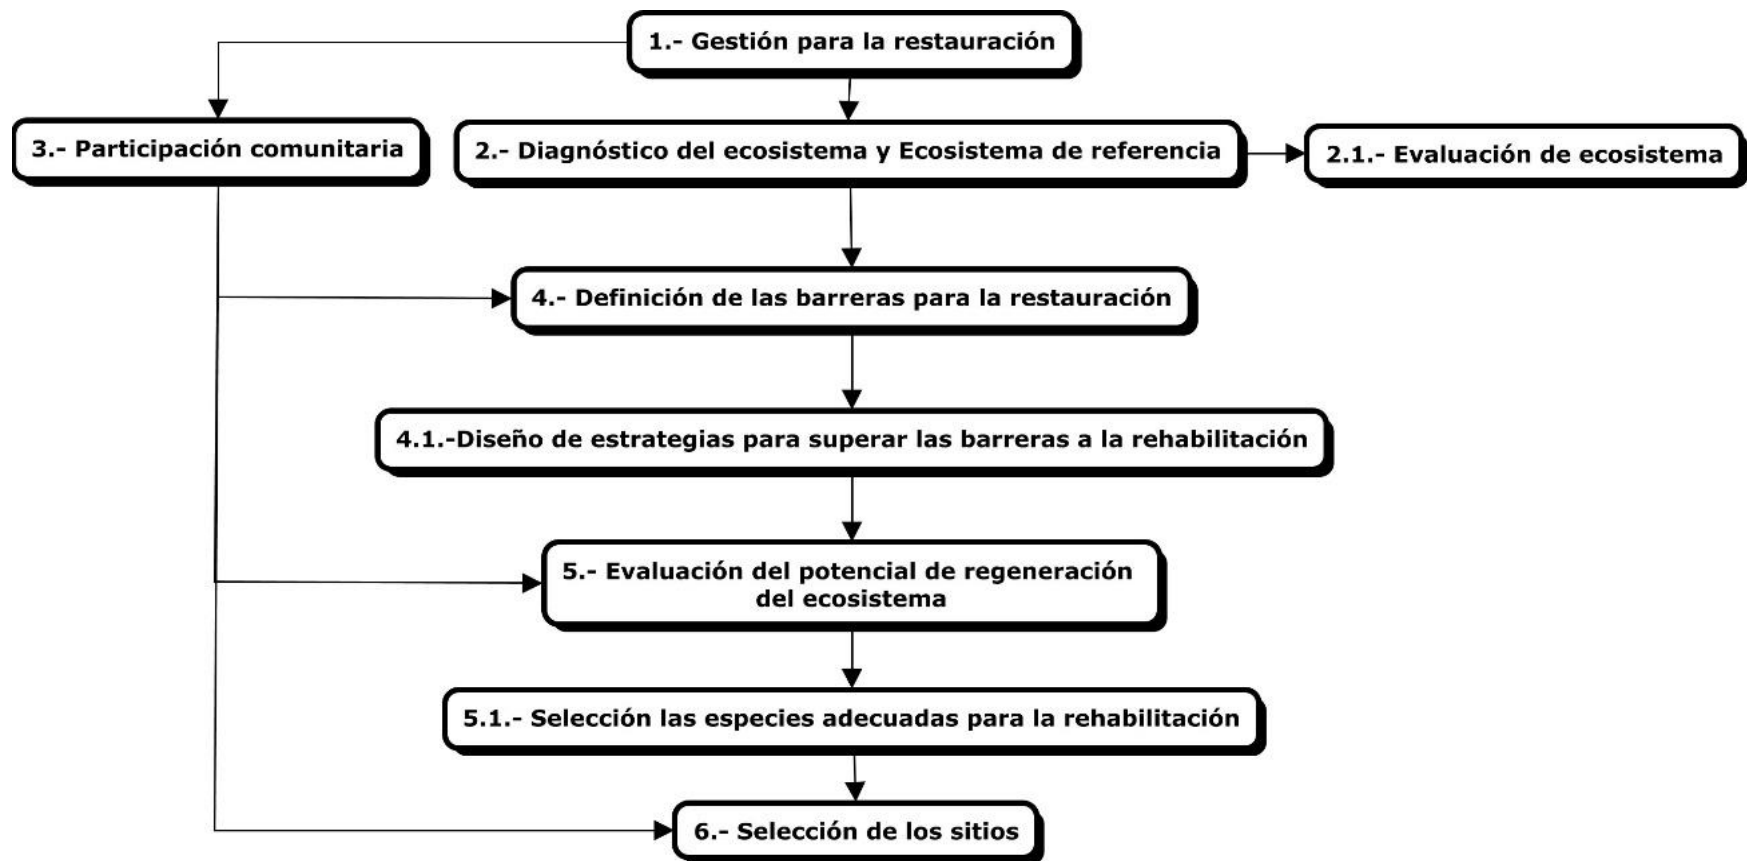 1.- Gestión para la restauración
3.- Participación comunitaria
2.- Diagnóstico del ecosistema y Ecosistema de referencia
2.1.- Evaluación de ecosistema
4.- Definición de las barreras para la restauración
4.1.-Diseño de estrategias para superar las barreras a la rehabilitación
5.- Evaluación del potencial de regeneración
del ecosistema
5.1.- Selección las especies adecuadas para la rehabilitación
6.- Selección de los sitios